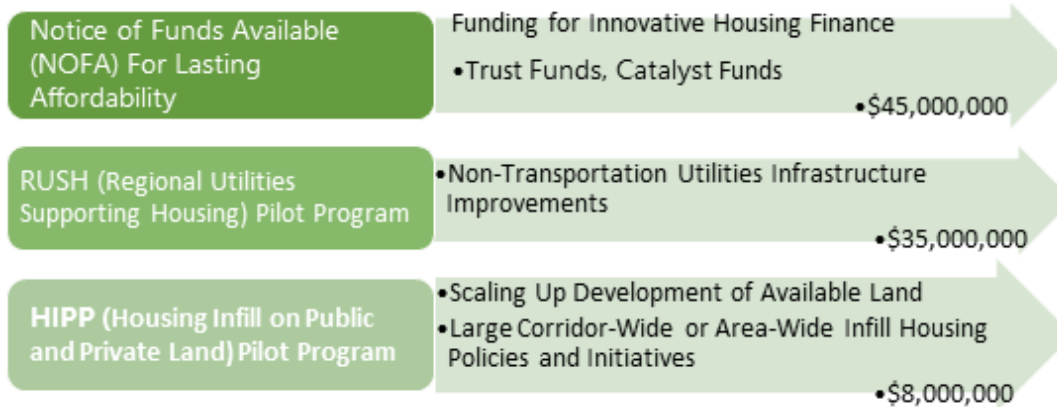 Notice of Funds Available
(NOFA) For Lasting
Affordability
Funding for Innovative Housing Finance
•Trust Funds, Catalyst Funds
•$45,000,000
RUSH (Regional Utilities
Supporting Housing) Pilot Program
•Non-Transportation Utilities Infrastructure
Improvements
•$35,000,000
HIPP (Housing Infill on Public
and Private Land) Pilot Program
•Scaling Up Development of Available Land
•Large Corridor-Wide or Area-Wide Infill Housing
Policies and Initiatives
•$8,000,000